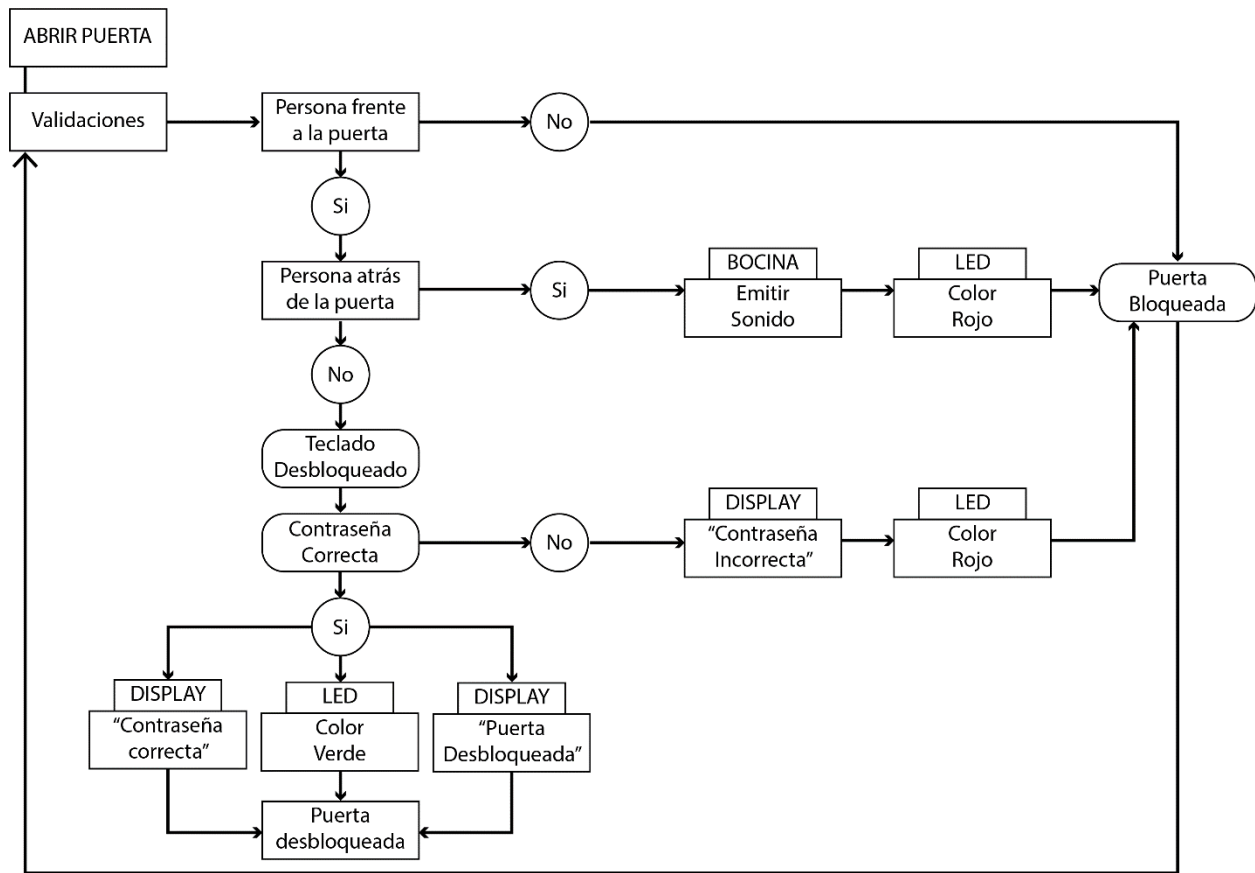 ABRIR PUERTA
Validaciones
Persona frente
a la puerta
No
Si
Persona atrás
de la puerta
Si
BOCINA
Emitir
Sonido
LED
Color
Rojo
Puerta
Bloqueada
No
Teclado
Desbloqueado
Contraseña
Correcta
No
DISPLAY
“Contraseña
Incorrecta”
LED
Color
Rojo
Si
DISPLAY
“Contraseña
correcta”
LED
Color
Verde
DISPLAY
“Puerta
Desbloqueada”
Puerta
desbloqueada